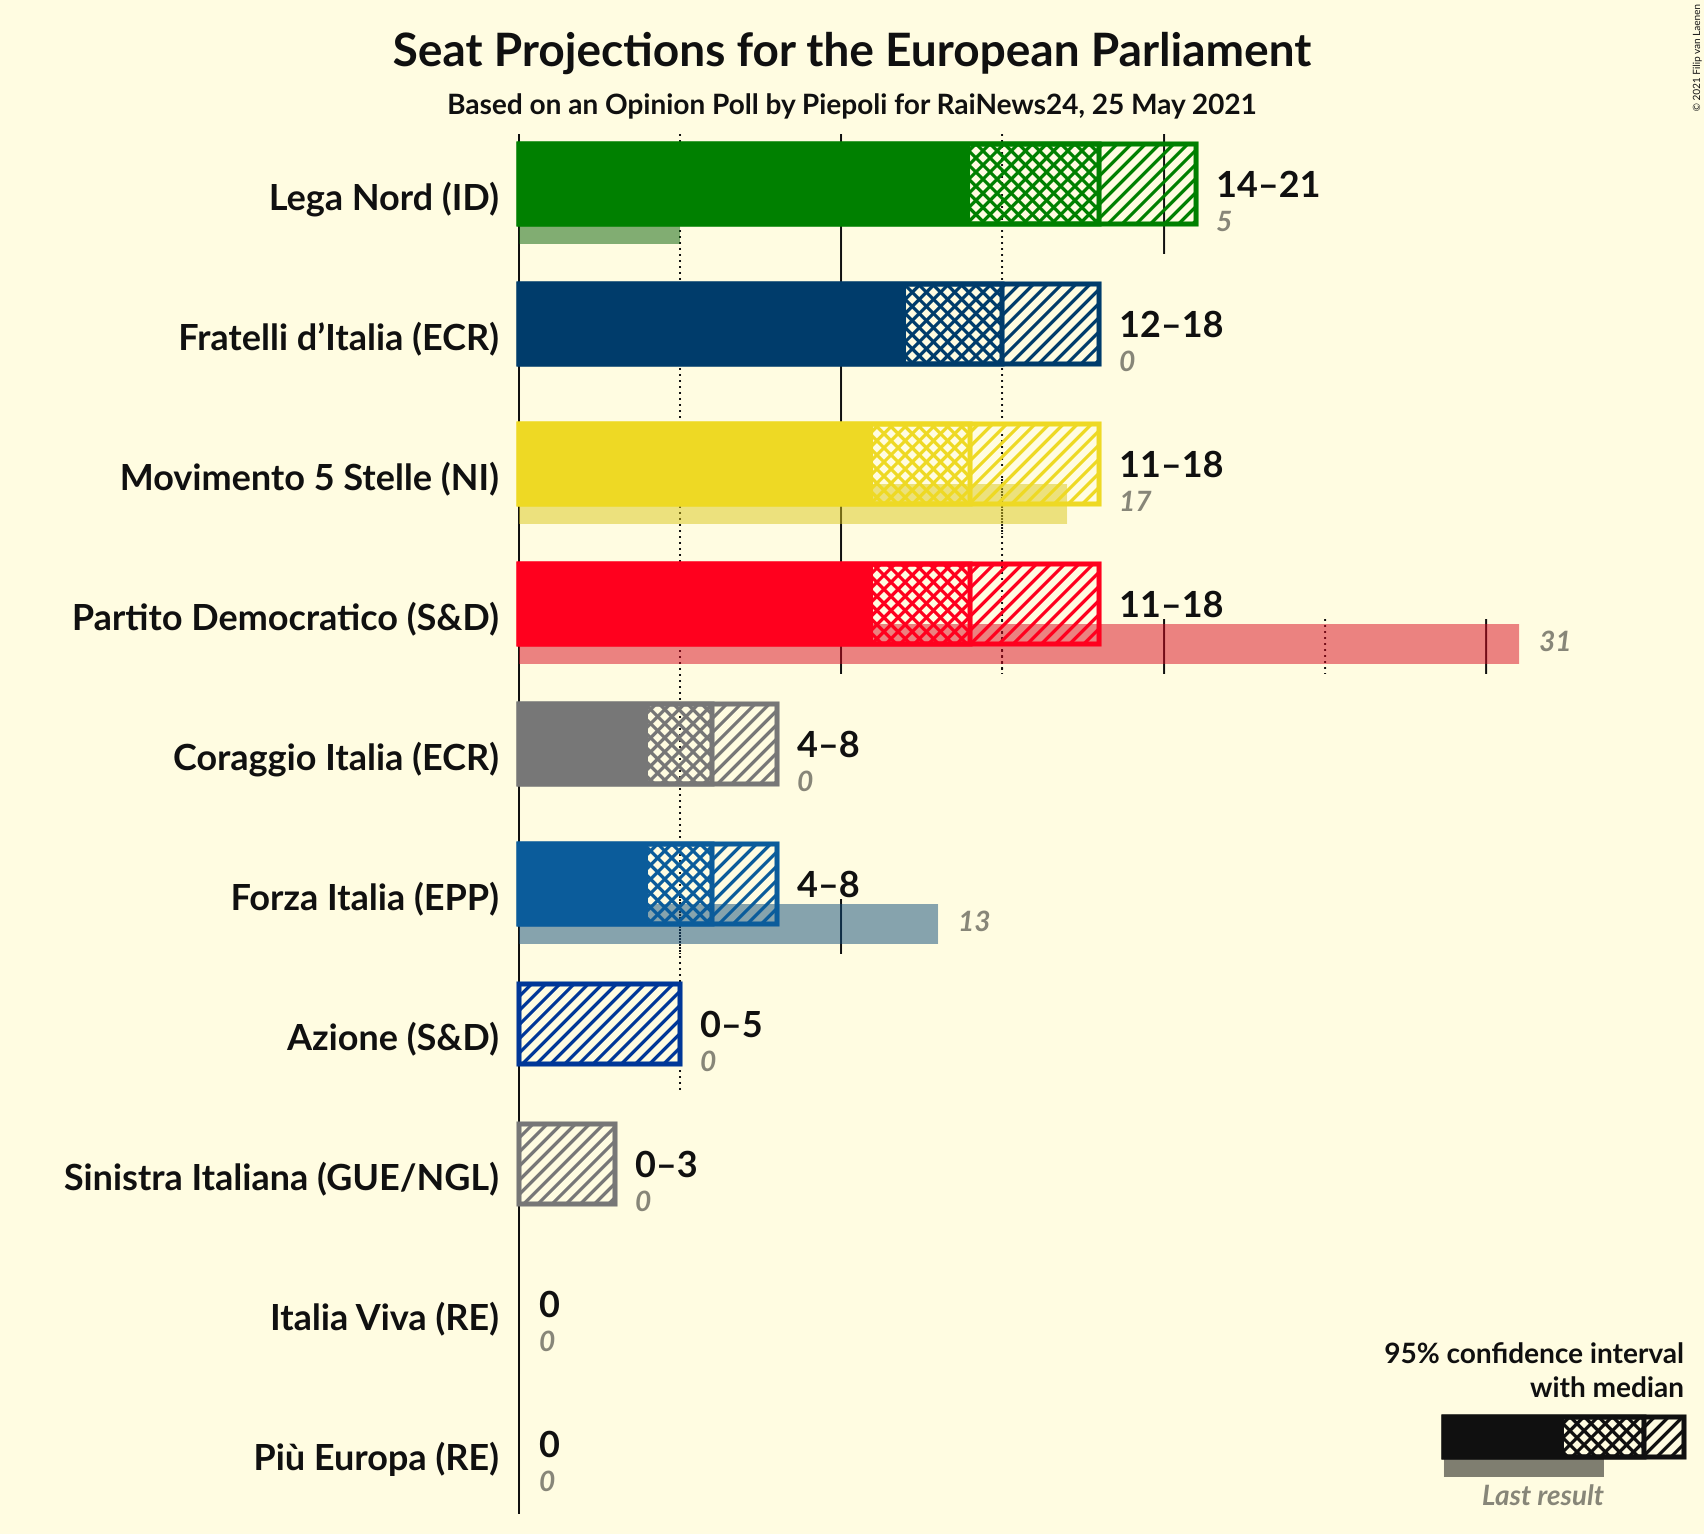 Seat Projections for the European Parliament
Based on an Opinion Poll by Piepoli for RaiNews24, 25 May 2021
© 2021 Filip van Laenen
Lega Nord (ID)
14–21
5
Fratelli d’Italia (ECR)
12–18
0
Movimento 5 Stelle (NI)
11–18
17
Partito Democratico (S&D)
11–18
31
Coraggio Italia (ECR)
4–8
0
Forza Italia (EPP)
4–8
13
Azione (S&D)
0–5
0
Sinistra Italiana (GUE/NGL)
0–3
0
Italia Viva (RE)
0
0
Più Europa (RE)
0
0
95% confidence interval
with median
Last result